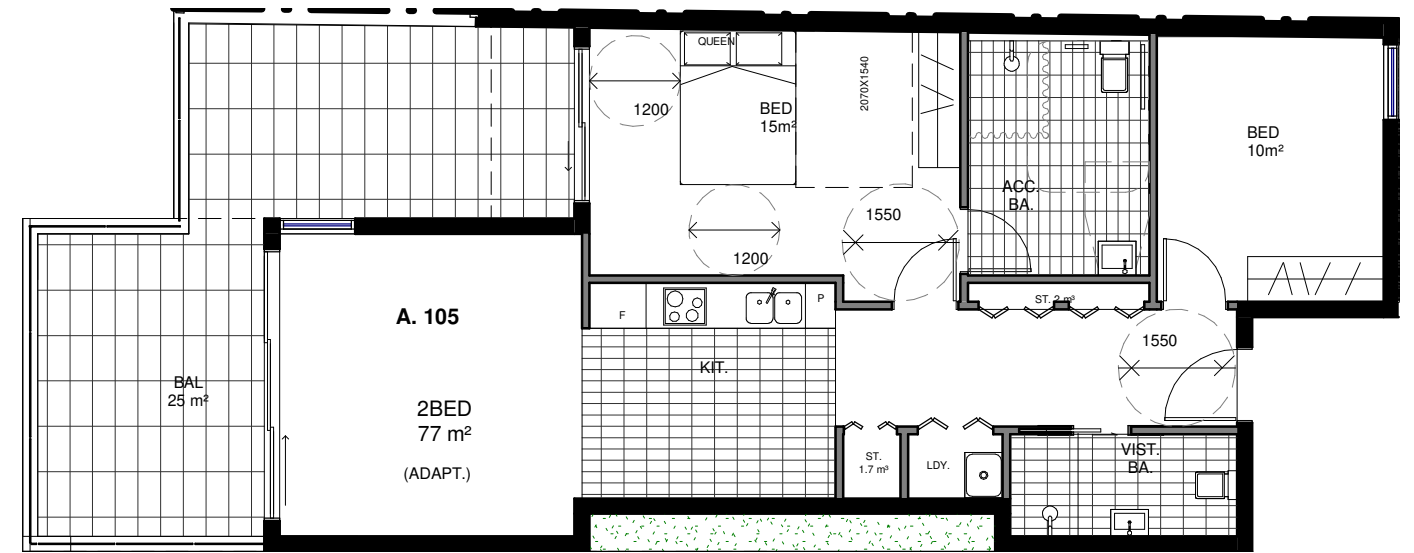 QUEEN
2070X1540
1200
BED
15m²
BED
10m²
ACC.
BA.
1550
1200
ST. 2 m³
P
F
A. 105
1550
KIT.
BAL
25 m²
2BED
77 m²
(ADAPT.)
VIST.
BA.
ST.
1.7 m³
LDY.